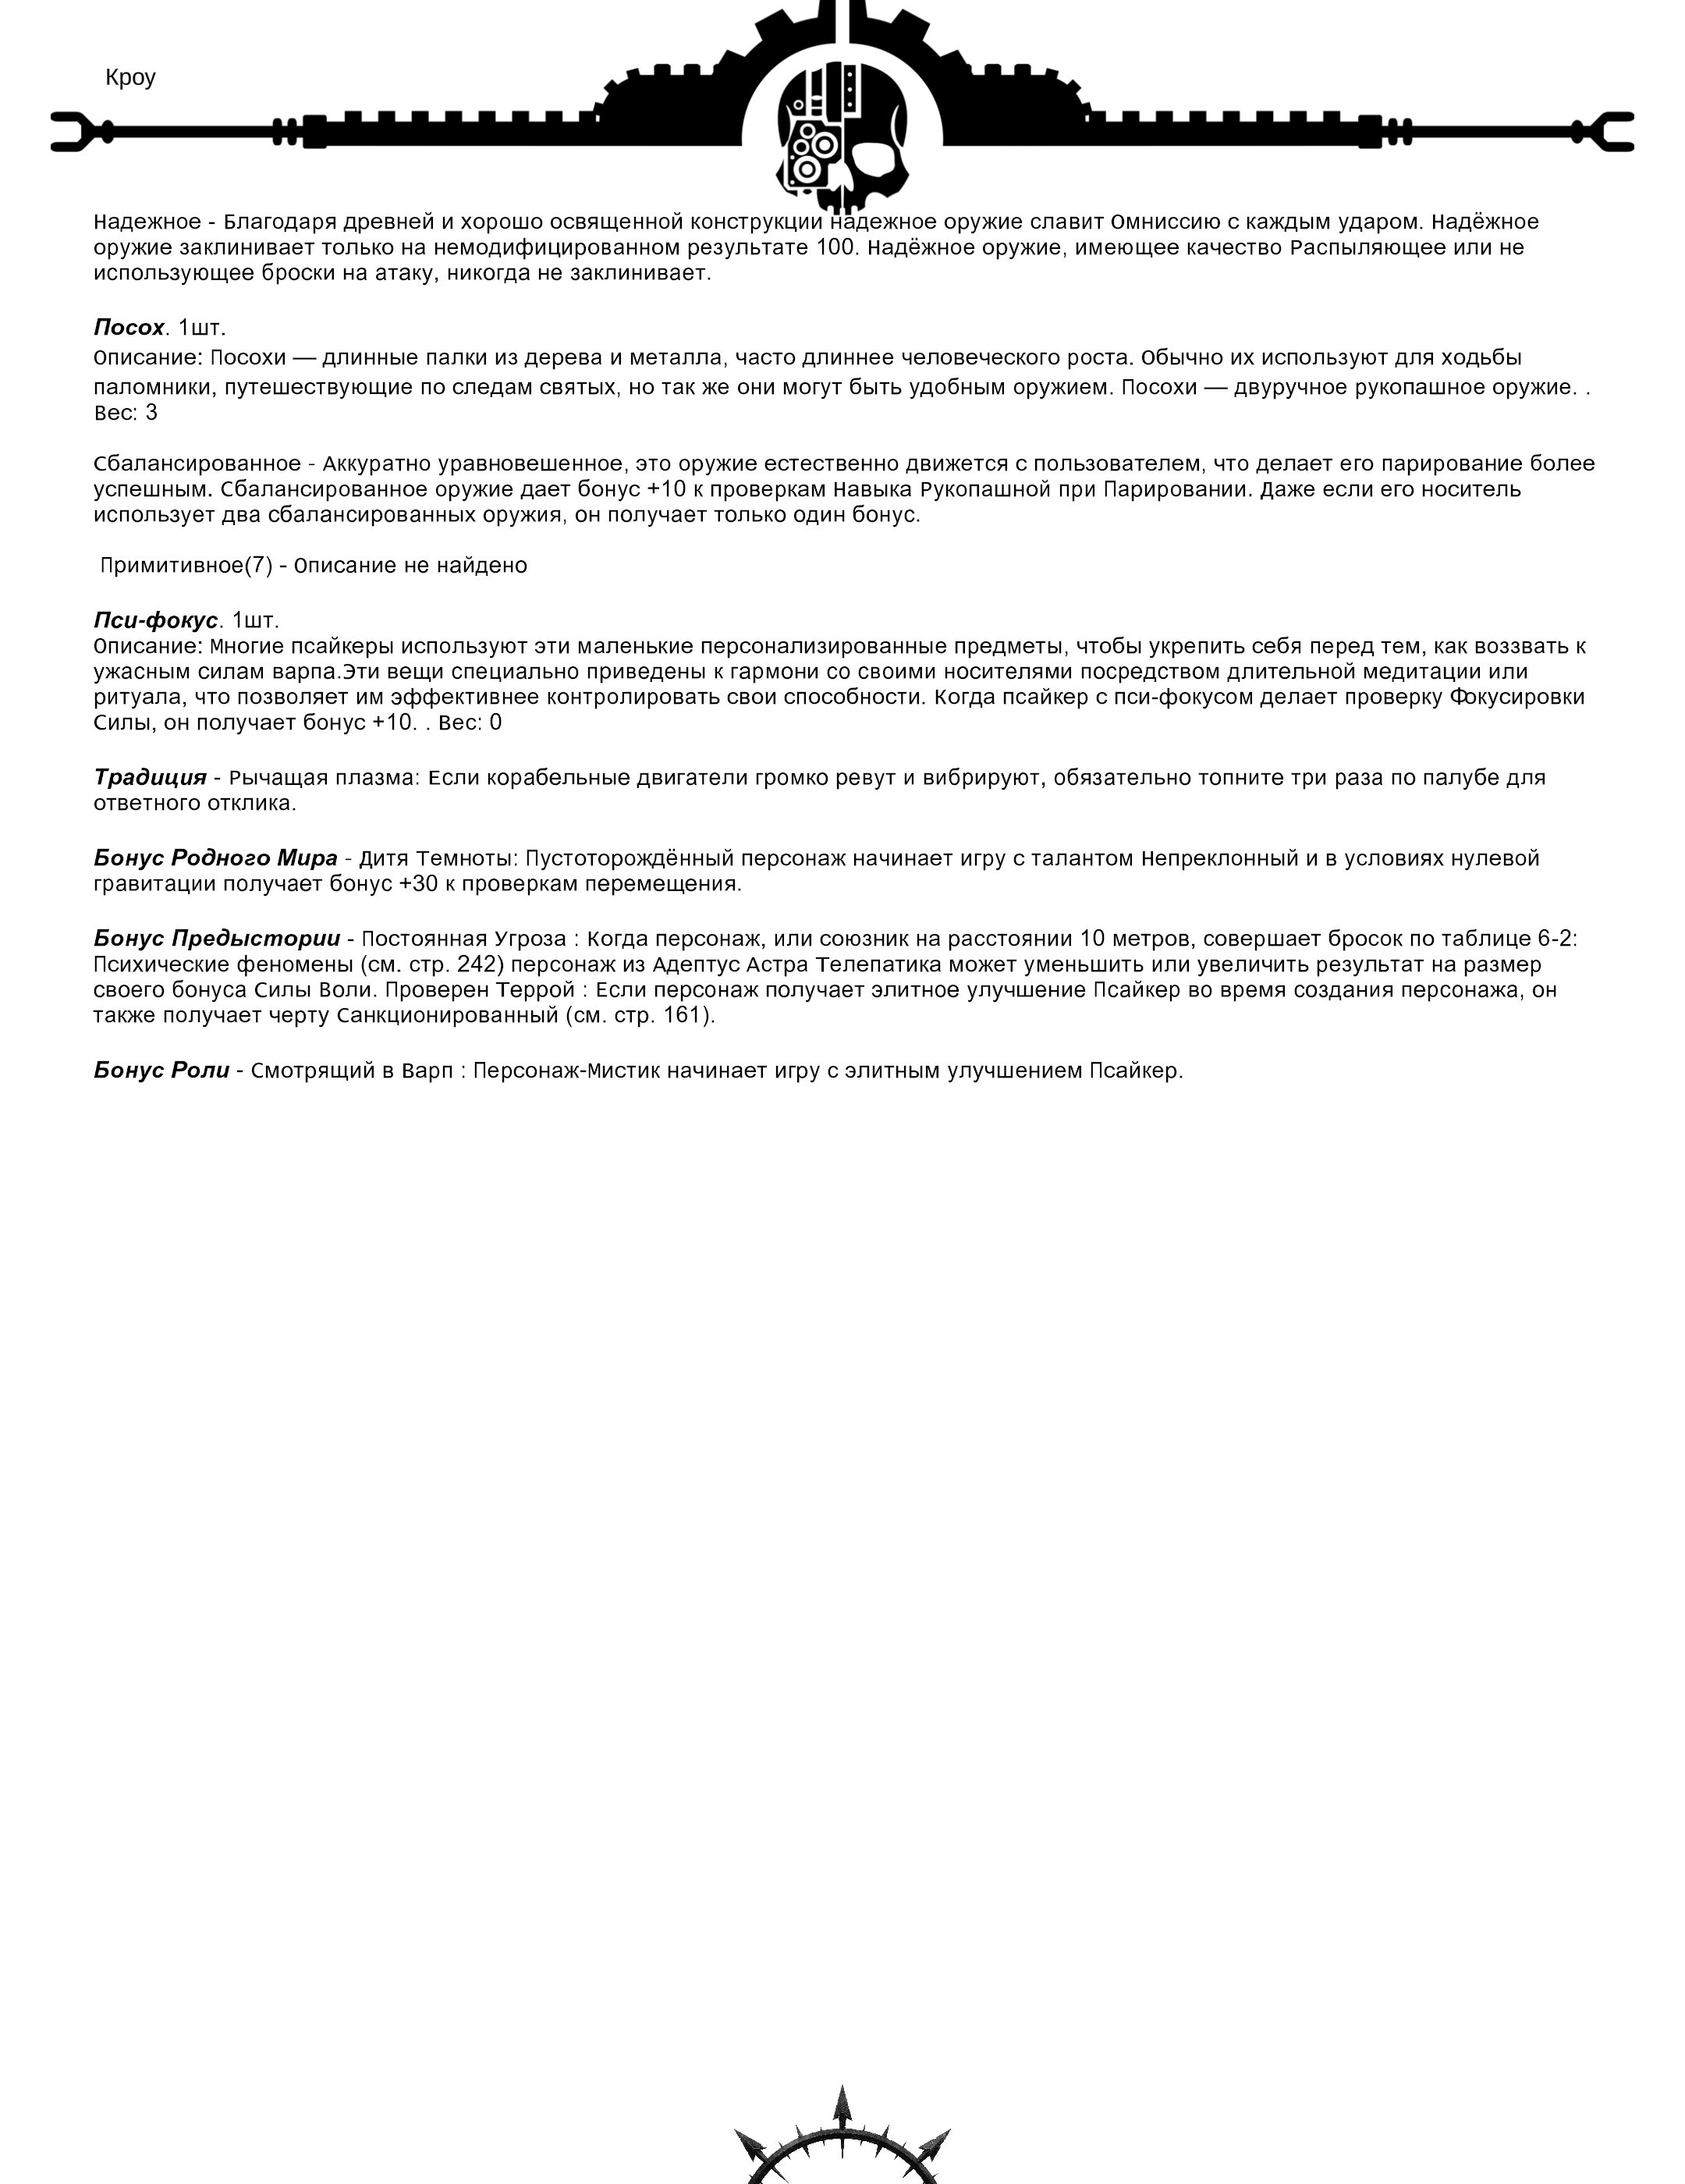 Кроу
Надежное - Благодаря древней и хорошо освященной конструкции надежное оружие славит Омниссию с каждым ударом. Надёжное
оружие заклинивает только на немодифицированном результате 100. Надёжное оружие, имеющее качество Распыляющее или не
использующее броски на атаку, никогда не заклинивает.
Посох. 1шт.
Описание: Посохи — длинные палки из дерева и металла, часто длиннее человеческого роста. Обычно их используют для ходьбы
паломники, путешествующие по следам святых, но так же они могут быть удобным оружием. Посохи — двуручное рукопашное оружие. .
Вес: 3
Сбалансированное - Аккуратно уравновешенное, это оружие естественно движется с пользователем, что делает его парирование более
успешным. Сбалансированное оружие дает бонус +10 к проверкам Навыка Рукопашной при Парировании. Даже если его носитель
использует два сбалансированных оружия, он получает только один бонус.
Примитивное(7) - Описание не найдено
Пси-фокус. 1шт.
Описание: Многие псайкеры используют эти маленькие персонализированные предметы, чтобы укрепить себя перед тем, как воззвать к
ужасным силам варпа.Эти вещи специально приведены к гармони со своими носителями посредством длительной медитации или
ритуала, что позволяет им эффективнее контролировать свои способности. Когда псайкер с пси-фокусом делает проверку Фокусировки
Силы, он получает бонус +10. . Вес: 0
Традиция - Рычащая плазма: Если корабельные двигатели громко ревут и вибрируют, обязательно топните три раза по палубе для
ответного отклика.
Бонус Родного Мира - Дитя Темноты: Пустоторождённый персонаж начинает игру с талантом Непреклонный и в условиях нулевой
гравитации получает бонус +30 к проверкам перемещения.
Бонус Предыстории - Постоянная Угроза : Когда персонаж, или союзник на расстоянии 10 метров, совершает бросок по таблице 6-2:
Психические феномены (см. стр. 242) персонаж из Адептус Астра Телепатика может уменьшить или увеличить результат на размер
своего бонуса Силы Воли. Проверен Террой : Если персонаж получает элитное улучшение Псайкер во время создания персонажа, он
также получает черту Санкционированный (см. стр. 161).
Бонус Роли - Смотрящий в Варп : Персонаж-Мистик начинает игру с элитным улучшением Псайкер.